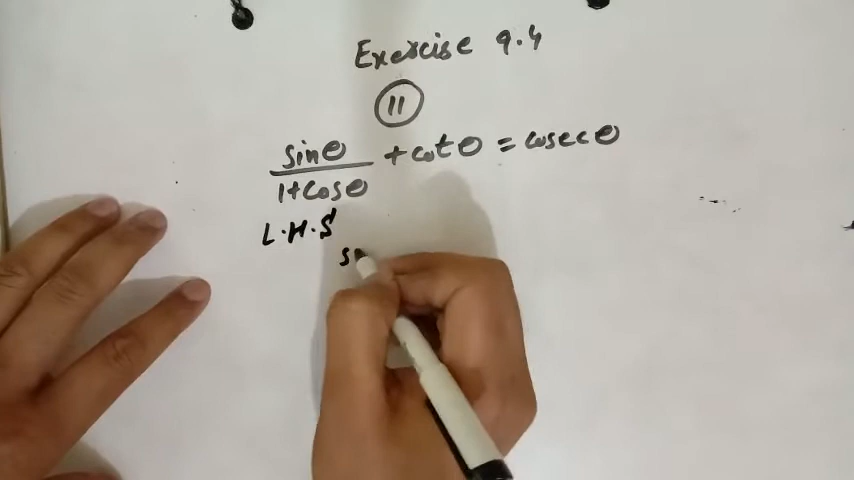 Exercise 9.4
11
sinθ
+ cotθ = cosecθ
1+cosθ
L.H.S
s